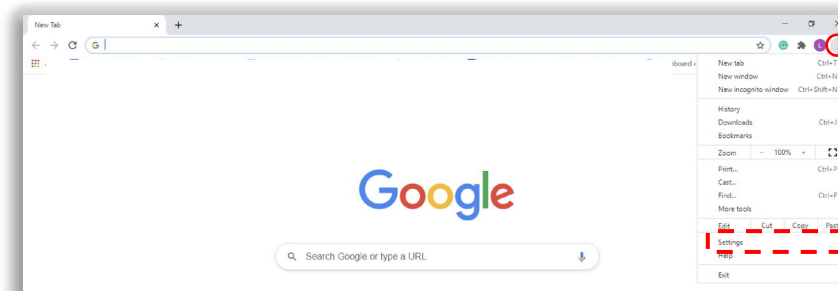 New Tab
G
L
board
New tab Ctrl+T
New window Ctrl+N
New incognito window Ctrl+Shift+N
History
Downloads Ctrl+J
Bookmarks
Zoom - 100% +
Print... Ctrl+P
Cast...
Find... Ctrl+F
More tools
Edit Cut Copy Past
Settings
Help
Exit
Google
Search Google or type a URL